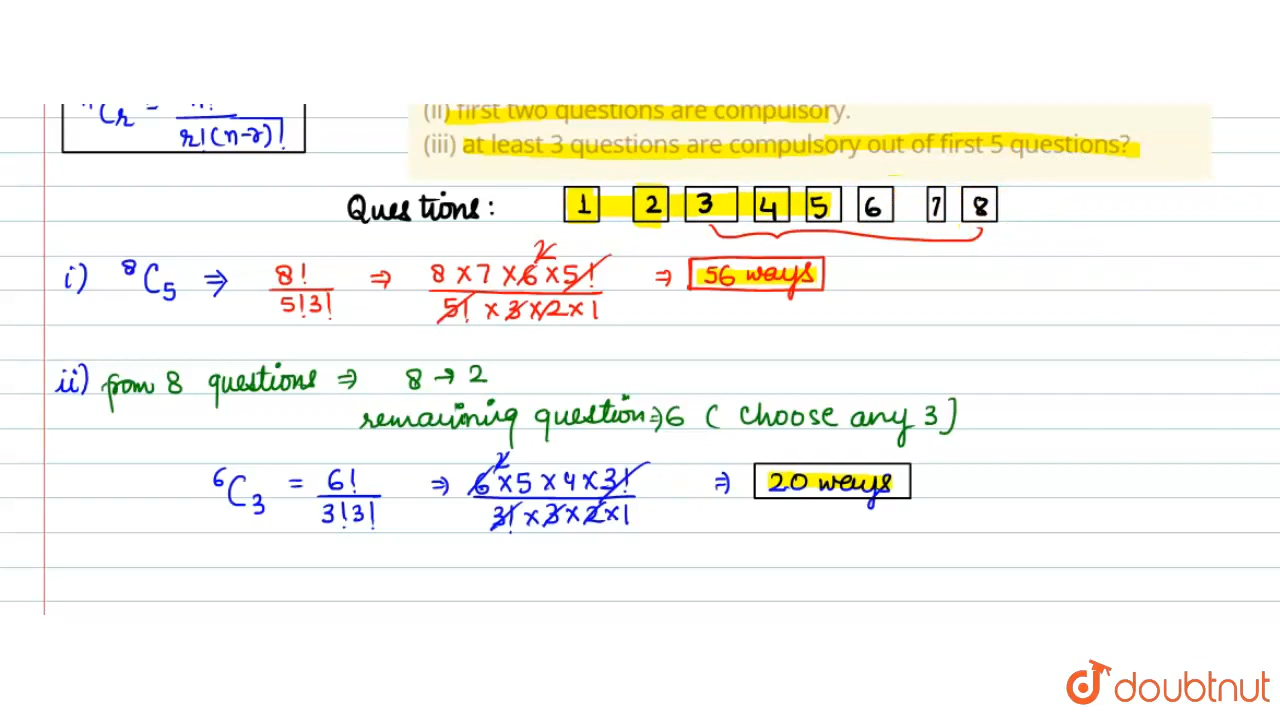 ⁿCr = n!/r!(n-r)!
(ii) first two questions are compulsory.
(iii) at least 3 questions are compulsory out of first 5 questions?
Questions: 1 2 3 4 5 6 7 8
i) ⁸C₅ ⇒ 8!/5!3! ⇒ 8×7×6×5!/5!×3×2×1 2 ⇒ 56 ways
ii) from 8 questions ⇒ 8 → 2
remaining question ⇒ 6 ( choose any 3)
⁶C₃ = 6!/3!3! ⇒ 6×5×4×3!/3!×3×2×1 2 ⇒ 20 ways
doubtnut